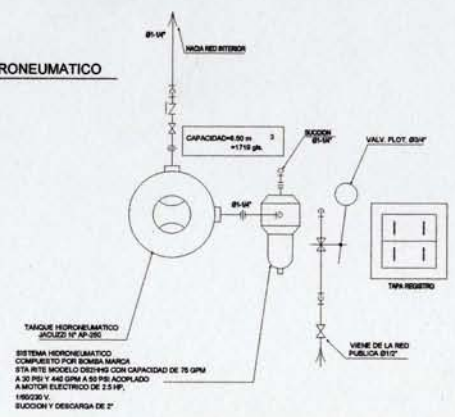 RONEUMATICO
Ø1-1/4"
HACIA RED INTERIOR
CAPACIDAD=6.50 m 3
=1719 gls.
SUCCION
Ø1-1/4"
VALV. FLOT. Ø3/4"
Ø1-1/4"
TAPA REGISTRO
TANQUE HIDRONEUMATICO
JACUZZI N° AP-260
VIENE DE LA RED
PUBLICA Ø1/2"
SISTEMA HIDRONEUMATICO
COMPUESTO POR BOMBA MARCA
STA RITE MODELO CON CAPACIDAD DE 75 GPM
A 30 PSI Y GPM A 50 PSI ACOPLADO
A MOTOR ELECTRICO DE 2.5 HP,
1/60/230 V.
SUCCION Y DESCARGA DE 2"